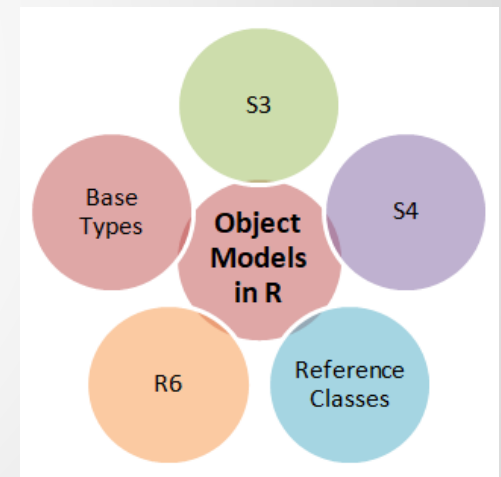 S3
Base
Types
Object
Models
in R
S4
R6
Reference
Classes